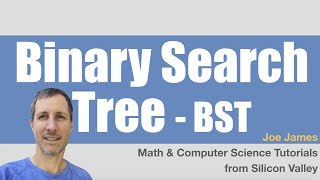 Binary Search
Tree - BST
Joe James
Math & Computer Science Tutorials
from Silicon Valley